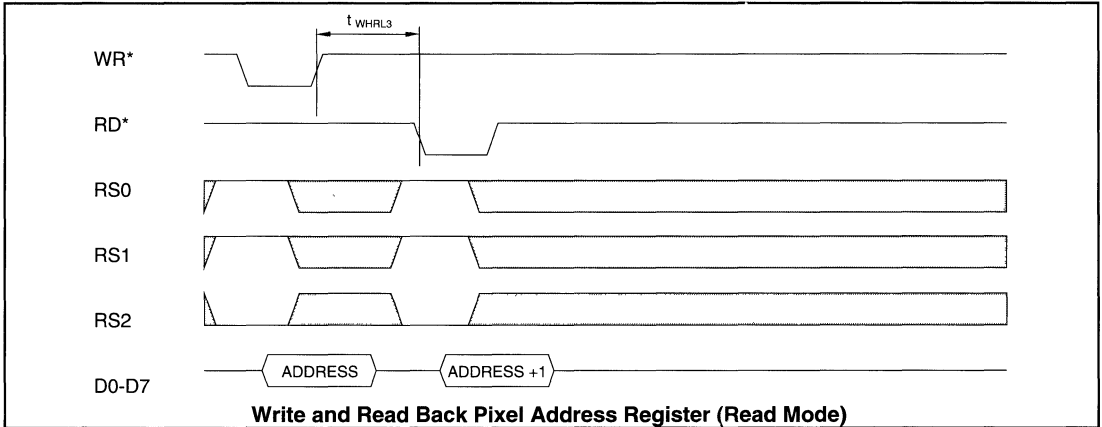 t WHRL3
WR*
RD*
RS0
RS1
RS2
D0-D7 ADDRESS ADDRESS +1
Write and Read Back Pixel Address Register (Read Mode)